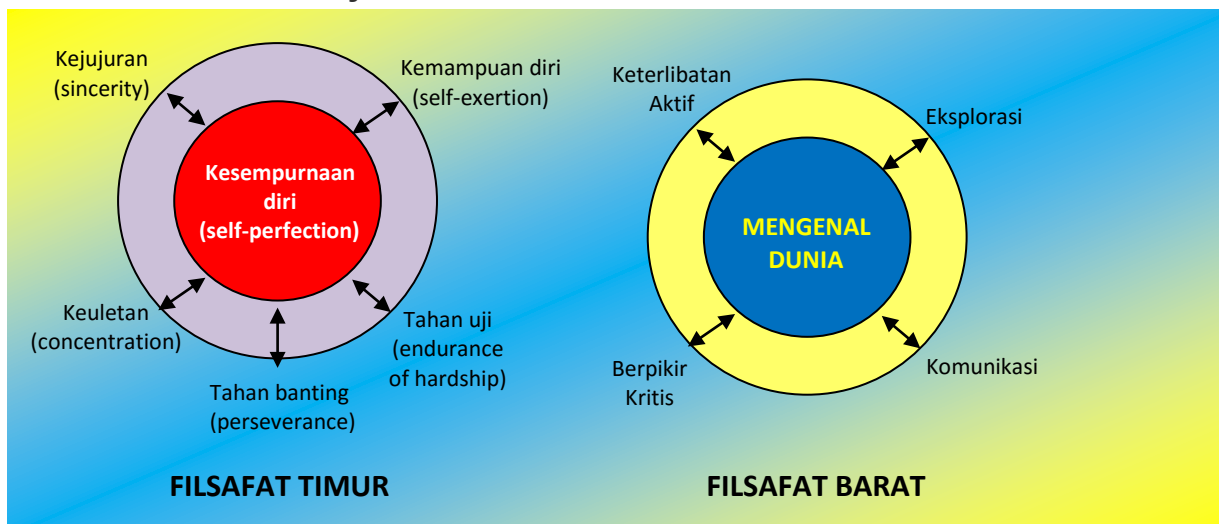 Kejujuran
(sincerity)
Kemampuan diri
(self-exertion)
Kesempurnaan
diri
(self-perfection)
Keuletan
(concentration)
Tahan banting
(perseverance)
Tahan uji
(endurance
of hardship)
FILSAFAT TIMUR
Keterlibatan
Aktif
Eksplorasi
MENGENAL
DUNIA
Berpikir
Kritis
Komunikasi
FILSAFAT BARAT